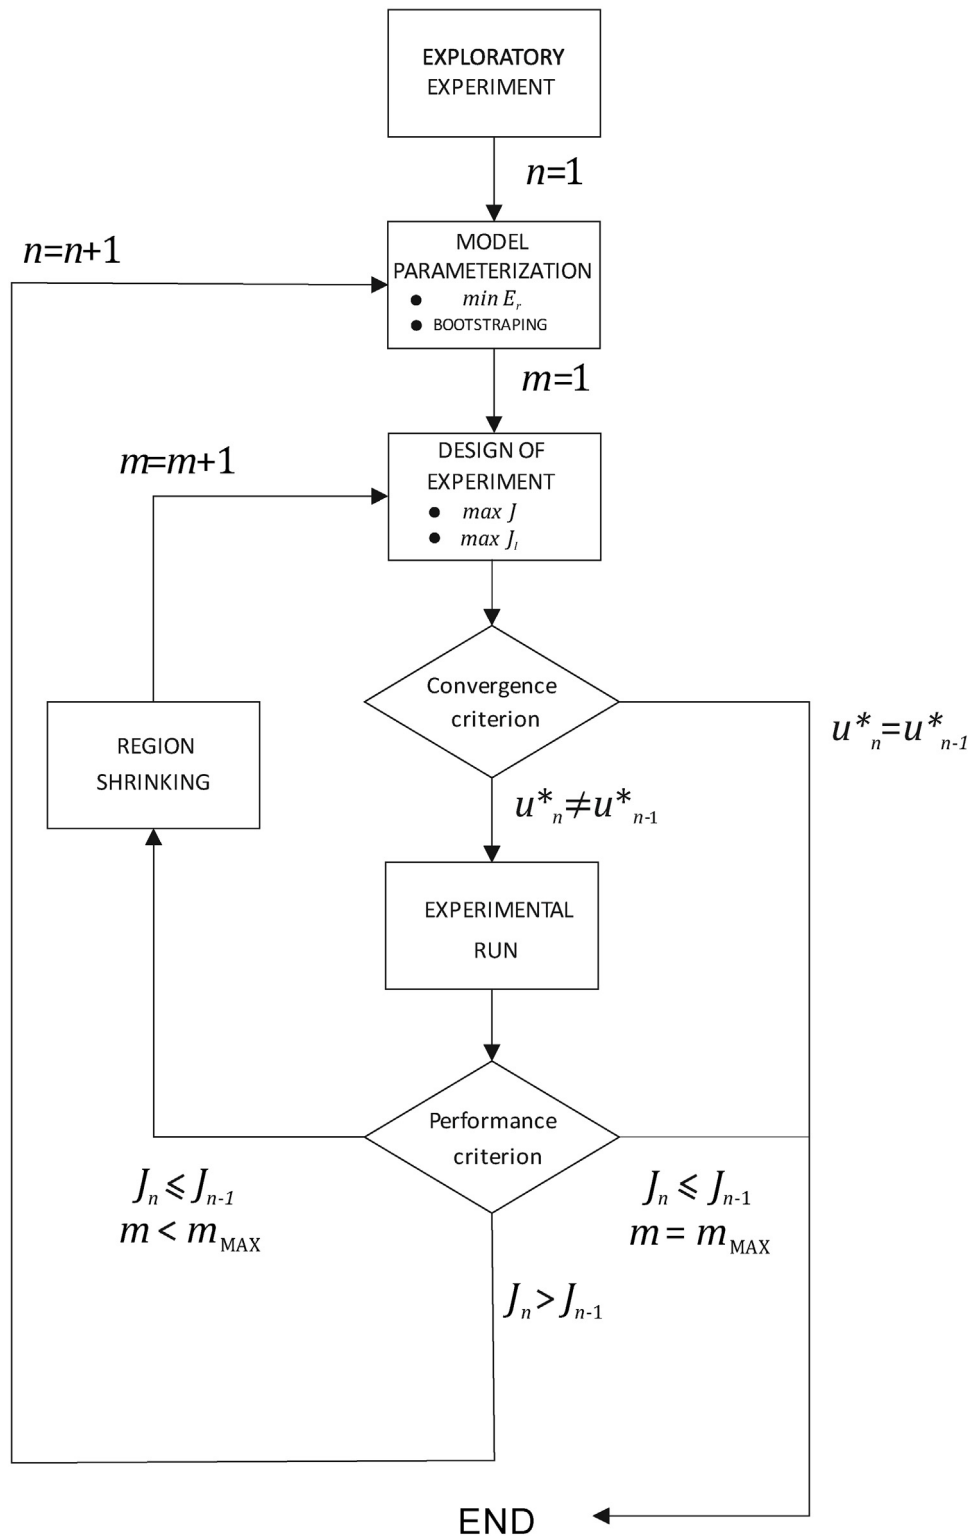 EXPLORATORY
EXPERIMENT
n=1
n=n+1
MODEL
PARAMETERIZATION
● min E_r
● BOOTSTRAPING
m=1
m=m+1
DESIGN OF
EXPERIMENT
● max J
● max J_l
Convergence
criterion
u*_n=u*_n-1
REGION
SHRINKING
u*_n≠u*_n-1
EXPERIMENTAL
RUN
Performance
criterion
J_n ⩽ J_n-1
m < m_MAX
J_n ⩽ J_n-1
m = m_MAX
J_n > J_n-1
END